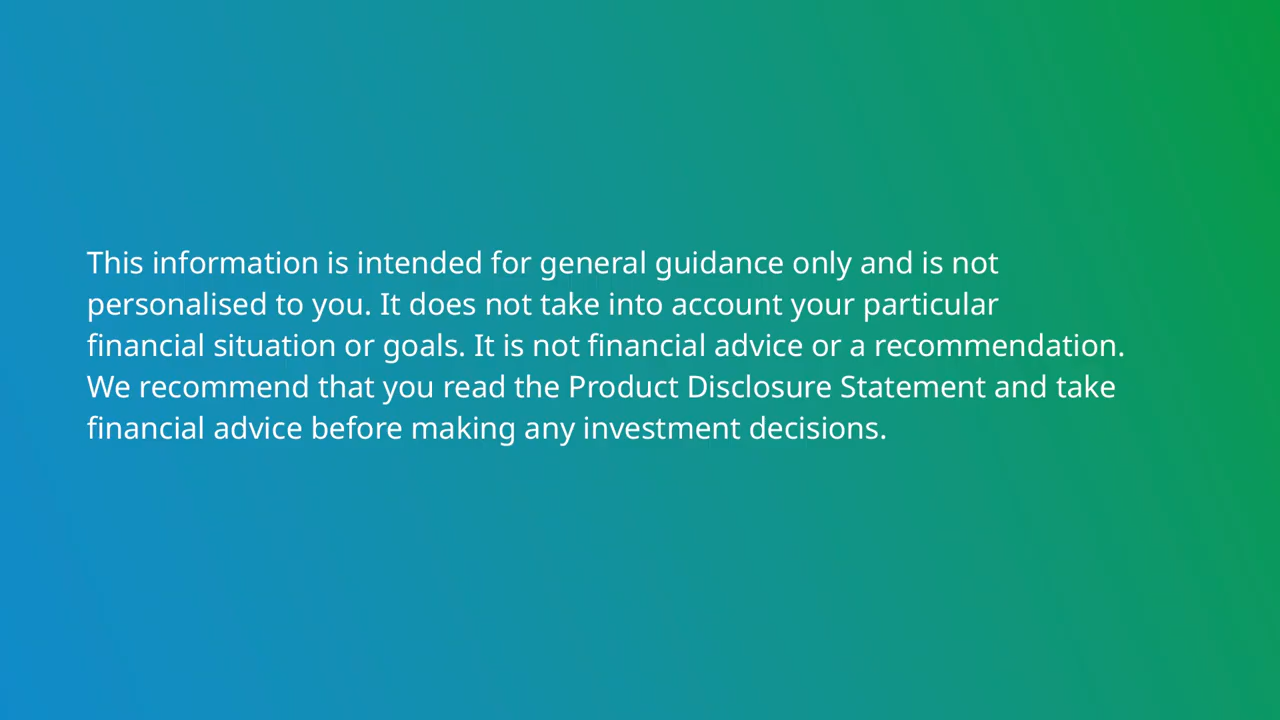 This information is intended for general guidance only and is not
personalised to you. It does not take into account your particular
financial situation or goals. It is not financial advice or a recommendation.
We recommend that you read the Product Disclosure Statement and take
financial advice before making any investment decisions.